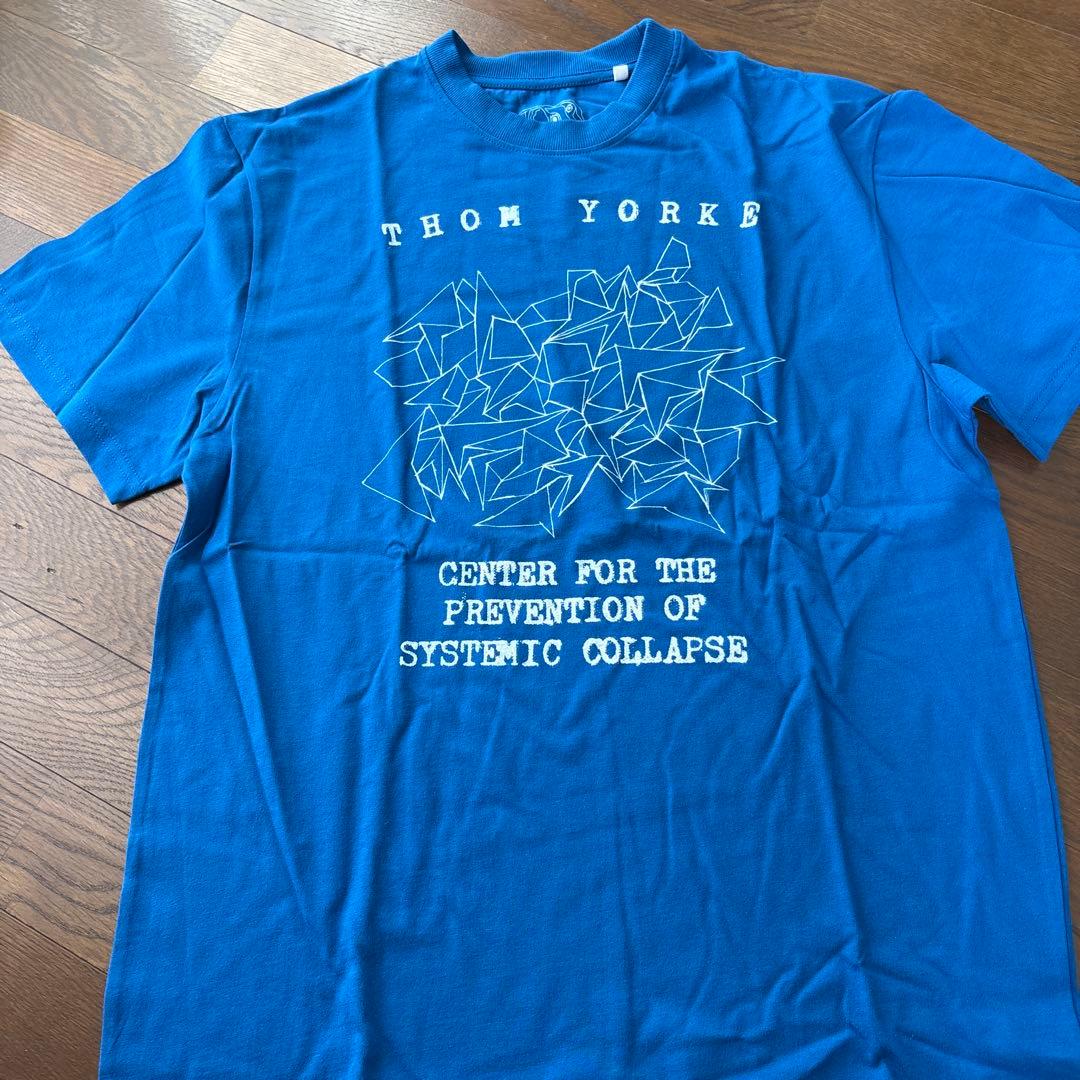 THOM YORKE
CENTER FOR THE
PREVENTION OF
SYSTEMIC COLLAPSE